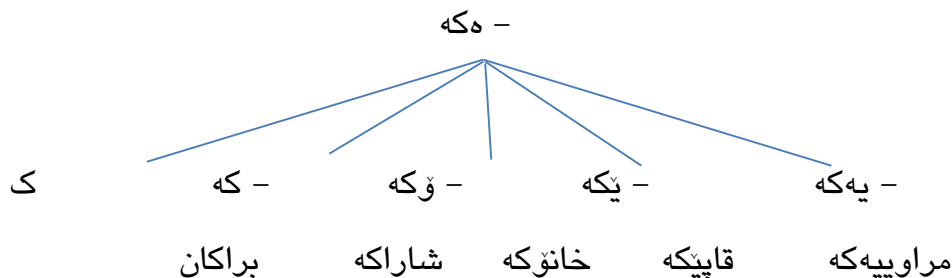 – ەکە
– یەکە – ێکە – ۆکە – کە ک
مراوییەکە قاپێکە خانۆکە شاراکە براکان